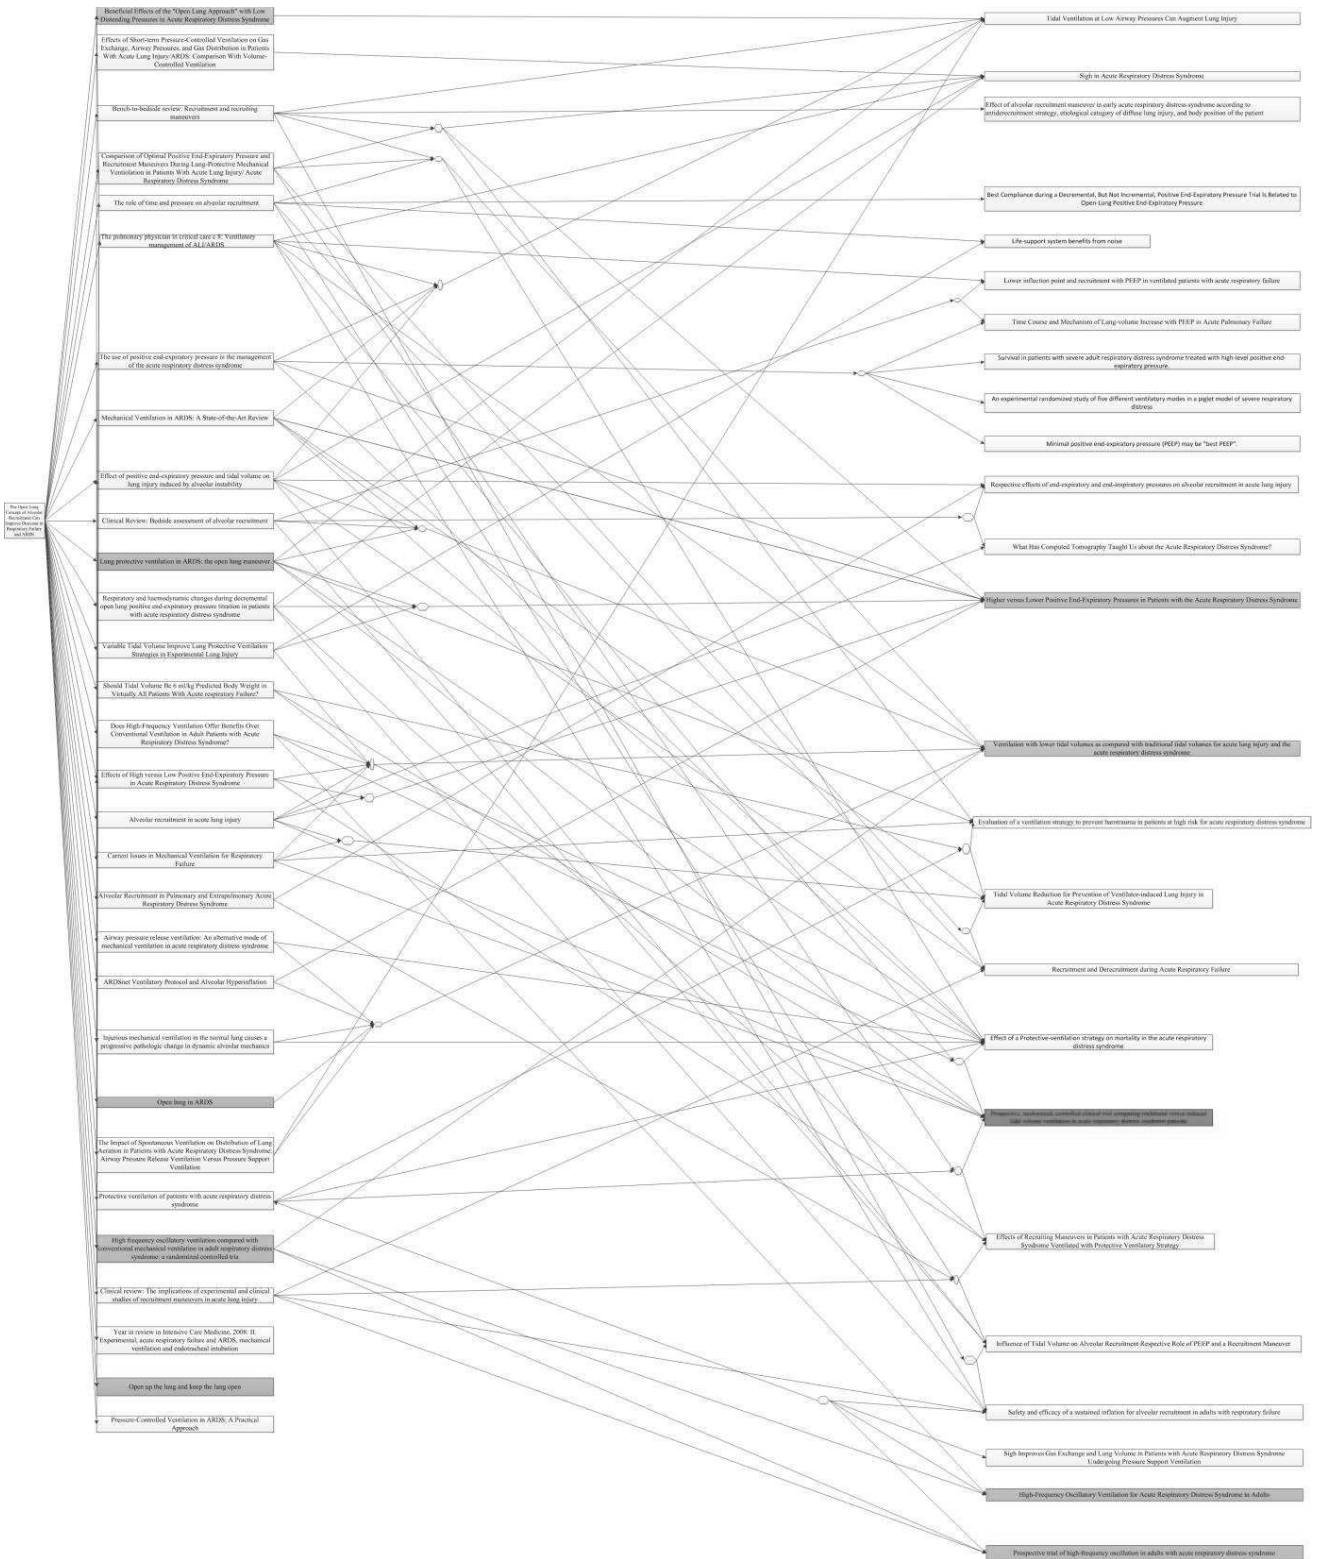 The Open Lung
Concept of Alveolar
Recruitment Can
Improve Outcome in
Respiratory Failure
and ARDS
Beneficial Effects of the "Open Lung Approach" with Low
Distending Pressures in Acute Respiratory Distress Syndrome
Effects of Short-term Pressure-Controlled Ventilation on Gas
Exchange, Airway Pressures, and Gas Distribution in Patients
With Acute Lung Injury/ARDS: Comparison With Volume-
Controlled Ventilation
Bench-to-bedside review: Recruitment and recruiting
maneuvers
Comparison of Optimal Positive End-Expiratory Pressure and
Recruitment Maneuvers During Lung-Protective Mechanical
Ventilation in Patients With Acute Lung Injury/ Acute
Respiratory Distress Syndrome
The role of time and pressure on alveolar recruitment
The pulmonary physician in critical care c 8: Ventilatory
management of ALI/ARDS
The use of positive end-expiratory pressure in the management
of the acute respiratory distress syndrome
Mechanical Ventilation in ARDS: A State-of-the-Art Review
Effect of positive end-expiratory pressure and tidal volume on
lung injury induced by alveolar instability
Clinical Review: Bedside assessment of alveolar recruitment
Lung protective ventilation in ARDS: the open lung maneuver
Respiratory and haemodynamic changes during decremental
open lung positive end-expiratory pressure titration in patients
with acute respiratory distress syndrome
Variable Tidal Volume Improve Lung Protective Ventilation
Strategies in Experimental Lung Injury
Should Tidal Volume Be 6 ml/kg Predicted Body Weight in
Virtually All Patients With Acute respiratory Failure?
Does High-Frequency Ventilation Offer Benefits Over
Conventional Ventilation in Adult Patients with Acute
Respiratory Distress Syndrome?
Effects of High versus Low Positive End-Expiratory Pressure
in Acute Respiratory Distress Syndrome
Alveolar recruitment in acute lung injury
Current Issues in Mechanical Ventilation for Respiratory
Failure
Alveolar Recruitment in Pulmonary and Extrapulmonary Acute
Respiratory Distress Syndrome
Airway pressure release ventilation: An alternative mode of
mechanical ventilation in acute respiratory distress syndrome
ARDSnet Ventilatory Protocol and Alveolar Hyperinflation
Injurious mechanical ventilation in the normal lung causes a
progressive pathologic change in dynamic alveolar mechanics
Open lung in ARDS
The Impact of Spontaneous Ventilation on Distribution of Lung
Aeration in Patients with Acute Respiratory Distress Syndrome:
Airway Pressure Release Ventilation Versus Pressure Support
Ventilation
Protective ventilation of patients with acute respiratory distress
syndrome
High frequency oscillatory ventilation compared with
conventional mechanical ventilation in adult respiratory distress
syndrome: a randomized controlled tria
Clinical review: The implications of experimental and clinical
studies of recruitment maneuvers in acute lung injury
Year in review in Intensive Care Medicine, 2008: II.
Experimental, acute respiratory failure and ARDS, mechanical
ventilation and endotracheal intubation
Open up the lung and keep the lung open
Pressure-Controlled Ventilation in ARDS: A Practical
Approach
Tidal Ventilation at Low Airway Pressures Can Augment Lung Injury
Sigh in Acute Respiratory Distress Syndrome
Effect of alveolar recruitment maneuver in early acute respiratory distress syndrome according to
antiderecruitment strategy, etiological category of diffuse lung injury, and body position of the patient
Best Compliance during a Decremental, But Not Incremental, Positive End-Expiratory Pressure Trial Is Related to
Open-Lung Positive End-Expiratory Pressure
Life-support system benefits from noise
Lower inflection point and recruitment with PEEP in ventilated patients with acute respiratory failure
Time Course and Mechanism of Lung-volume Increase with PEEP in Acute Pulmonary Failure
Survival in patients with severe adult respiratory distress syndrome treated with high-level positive end-
expiratory pressure.
An experimental randomized study of five different ventilatory modes in a piglet model of severe respiratory
distress
Minimal positive end-expiratory pressure (PEEP) may be "best PEEP".
Respective effects of end-expiratory and end-inspiratory pressures on alveolar recruitment in acute lung injury
What Has Computed Tomography Taught Us about the Acute Respiratory Distress Syndrome?
Higher versus Lower Positive End-Expiratory Pressures in Patients with the Acute Respiratory Distress Syndrome
Ventilation with lower tidal volumes as compared with traditional tidal volumes for acute lung injury and the
acute respiratory distress syndrome
Evaluation of a ventilation strategy to prevent barotrauma in patients at high risk for acute respiratory distress syndrome
Tidal Volume Reduction for Prevention of Ventilator-induced Lung Injury in
Acute Respiratory Distress Syndrome
Recruitment and Derecruitment during Acute Respiratory Failure
Effect of a Protective-ventilation strategy on mortality in the acute respiratory
distress syndrome
Prospective, randomized, controlled clinical trial comparing traditional versus reduced
tidal volume ventilation in acute respiratory distress syndrome patients
Effects of Recruiting Maneuvers in Patients with Acute Respiratory Distress
Syndrome Ventilated with Protective Ventilatory Strategy
Influence of Tidal Volume on Alveolar Recruitment Respective Role of PEEP and a Recruitment Maneuver
Safety and efficacy of a sustained inflation for alveolar recruitment in adults with respiratory failure
Sigh Improves Gas Exchange and Lung Volume in Patients with Acute Respiratory Distress Syndrome
Undergoing Pressure Support Ventilation
High-Frequency Oscillatory Ventilation for Acute Respiratory Distress Syndrome in Adults
Prospective trial of high-frequency oscillation in adults with acute respiratory distress syndrome